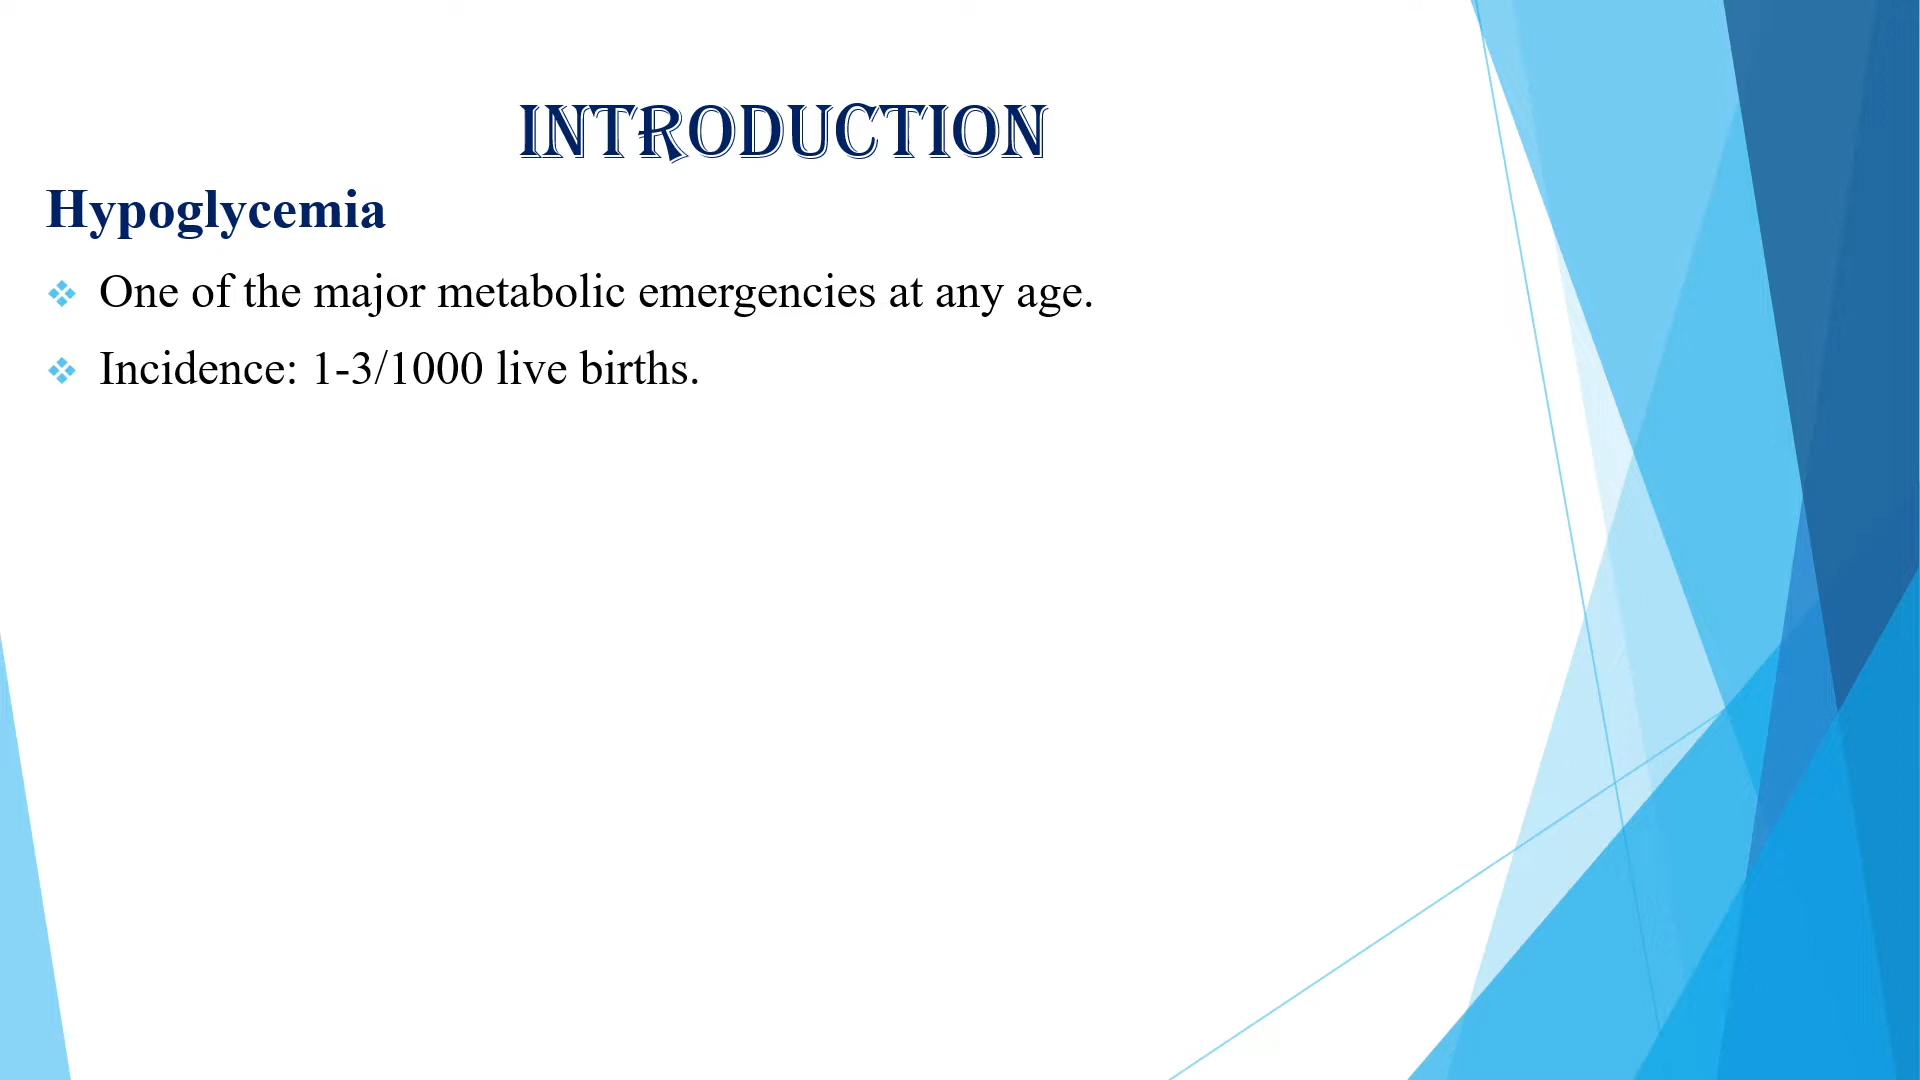 INTRODUCTION
Hypoglycemia
❖ One of the major metabolic emergencies at any age.
❖ Incidence: 1-3/1000 live births.